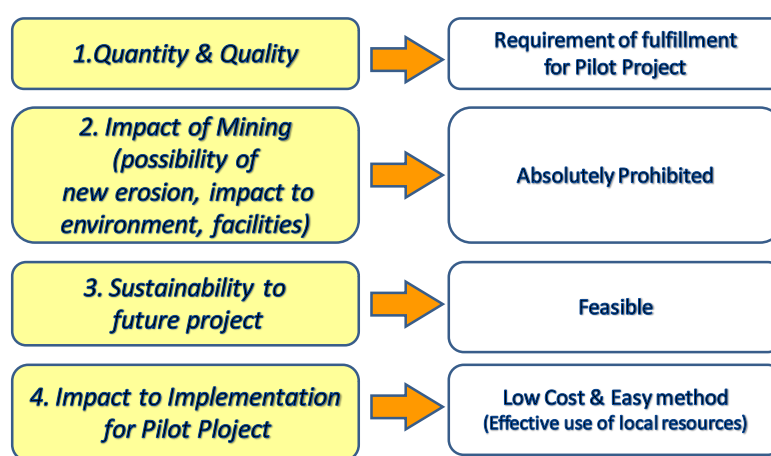 1.Quantity & Quality
Requirement of fulfillment
for Pilot Project
2. Impact of Mining
(possibility of
new erosion, impact to
environment, facilities)
Absolutely Prohibited
3. Sustainability to
future project
Feasible
4. Impact to Implementation
for Pilot Ploject
Low Cost & Easy method
(Effective use of local resources)